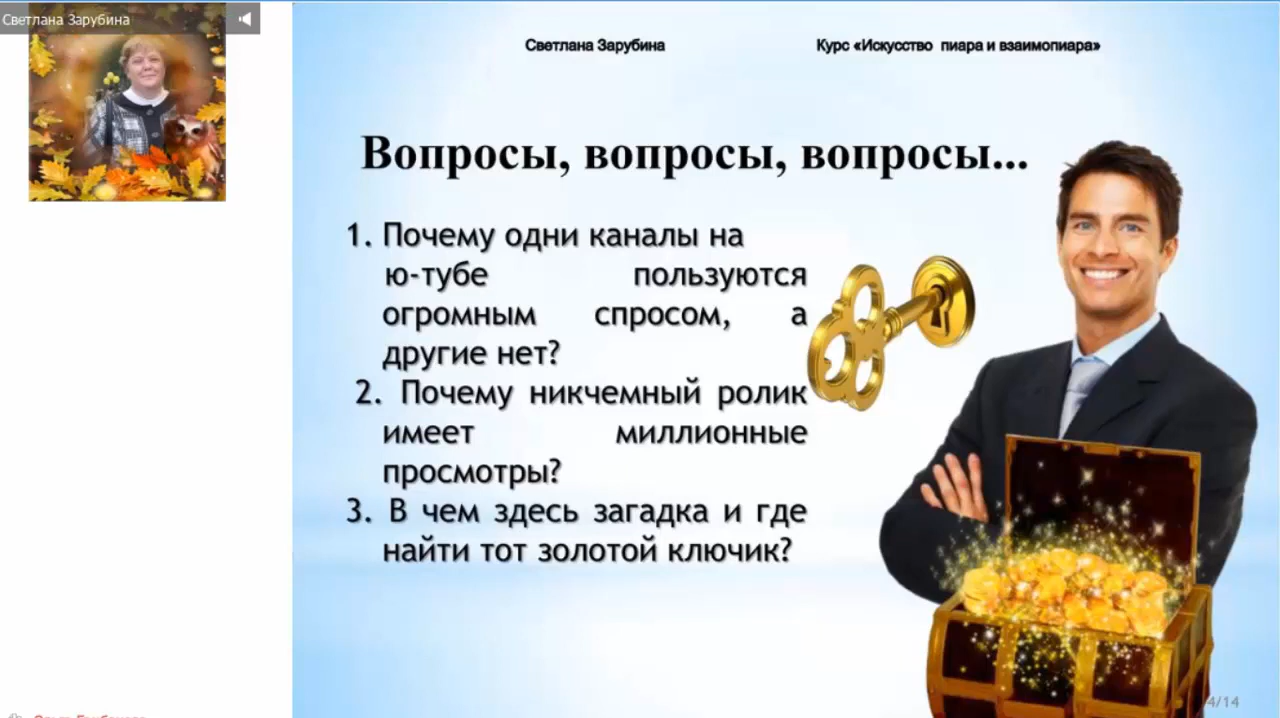 Светлана Зарубина
Светлана Зарубина Курс «Искусство пиара и взаимопиара»
Вопросы, вопросы, вопросы...
1. Почему одни каналы на
ю-тубе пользуются
огромным спросом, а
другие нет?
2. Почему никчемный ролик
имеет миллионные
просмотры?
3. В чем здесь загадка и где
найти тот золотой ключик?
4/14